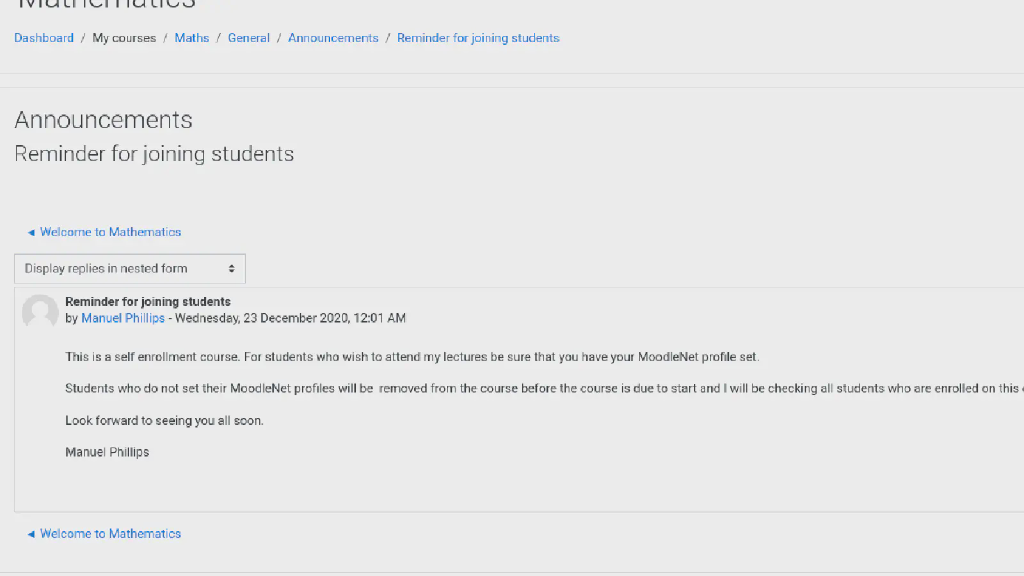 Mathematics
Dashboard / My courses / Maths / General / Announcements / Reminder for joining students
Announcements
Reminder for joining students
◄ Welcome to Mathematics
Display replies in nested form
Reminder for joining students
by Manuel Phillips - Wednesday, 23 December 2020, 12:01 AM
This is a self enrollment course. For students who wish to attend my lectures be sure that you have your MoodleNet profile set.
Students who do not set their MoodleNet profiles will be removed from the course before the course is due to start and I will be checking all students who are enrolled on this
Look forward to seeing you all soon.
Manuel Phillips
◄ Welcome to Mathematics